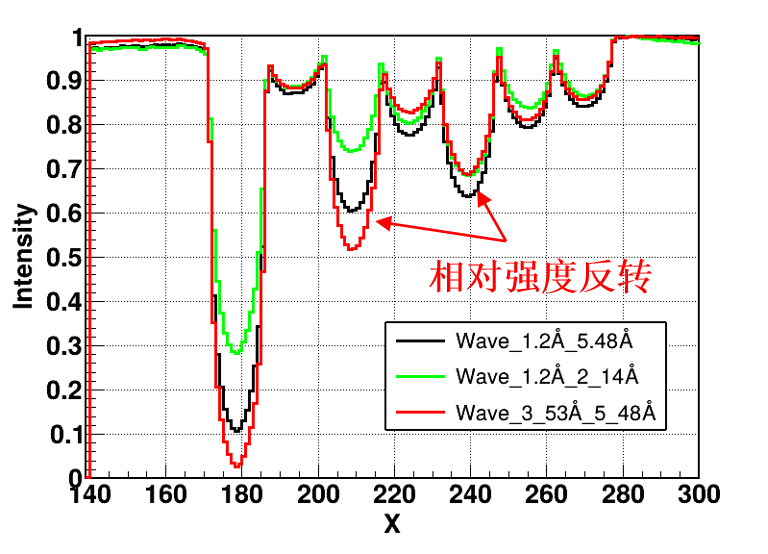 1
0.9
0.8
0.7
0.6
0.5
0.4
0.3
0.2
0.1
0
Intensity
相对强度反转
Wave_1.2Å_5.48Å
Wave_1.2Å_2_14Å
Wave_3_53Å_5_48Å
140 160 180 200 220 240 260 280 300
X